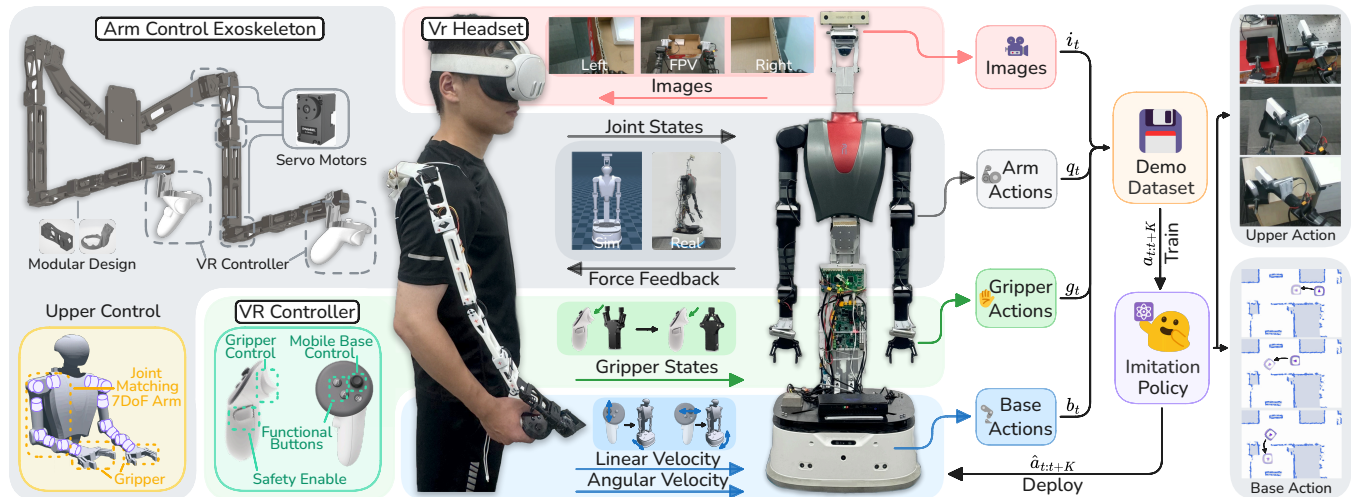 Arm Control Exoskeleton
Servo Motors
Modular Design
VR Controller
Upper Control
Joint
Matching
7DoF Arm
Gripper
VR Controller
Gripper
Control
Mobile Base
Control
Functional
Buttons
Safety Enable
Vr Headset
Left
FPV
Right
Images
Joint States
Sim
Real
Force Feedback
Gripper States
Linear Velocity
Angular Velocity
Images
Arm
Actions
Gripper
Actions
Base
Actions
i_t
q_t
g_t
b_t
Demo
Dataset
a_{t:t+K}
Train
Imitation
Policy
â_{t:t+K}
Deploy
Upper Action
Base Action